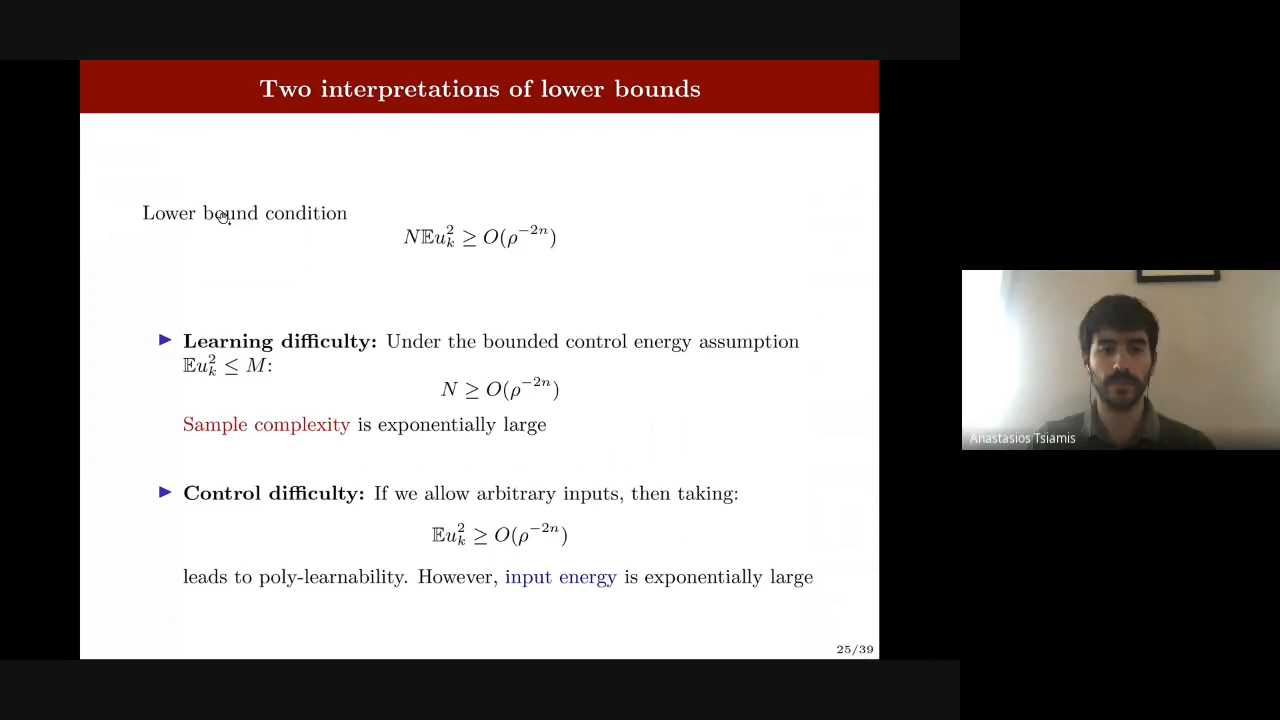 Two interpretations of lower bounds
Lower bound condition
N𝔼u_k^2 ≥ O(ρ^{-2n})
▶ Learning difficulty: Under the bounded control energy assumption
𝔼u_k^2 ≤ M:
N ≥ O(ρ^{-2n})
Sample complexity is exponentially large
▶ Control difficulty: If we allow arbitrary inputs, then taking:
𝔼u_k^2 ≥ O(ρ^{-2n})
leads to poly-learnability. However, input energy is exponentially large
25/39
Anastasios Tsiamis